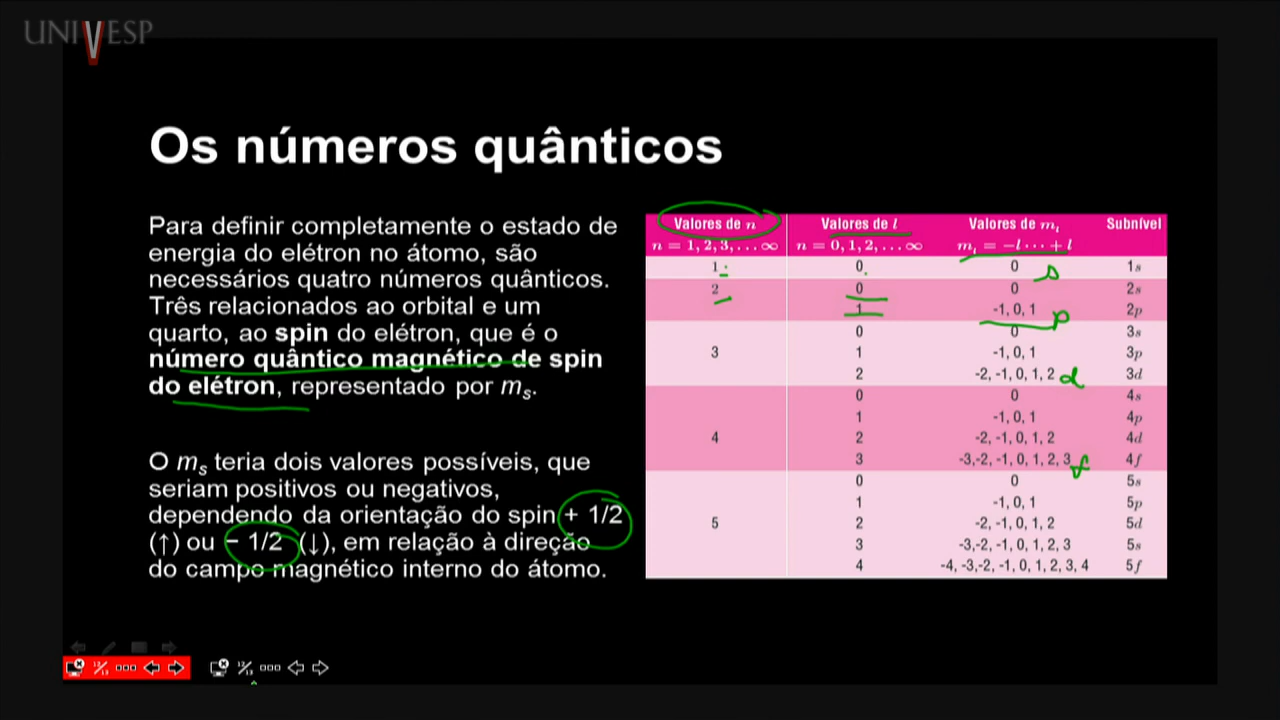 UNIVESP
Os números quânticos
Para definir completamente o estado de
energia do elétron no átomo, são
necessários quatro números quânticos.
Três relacionados ao orbital e um
quarto, ao spin do elétron, que é o
número quântico magnético de spin
do elétron, representado por ms.
O ms teria dois valores possíveis, que
seriam positivos ou negativos,
dependendo da orientação do spin + 1/2
(↑) ou − 1/2 (↓), em relação à direção
do campo magnético interno do átomo.
Valores de n Valores de l Valores de ml Subnível
n = 1, 2, 3, . . . ∞ n = 0, 1, 2, . . . ∞ ml = −l · · · + l
1 0 0 s 1s
2 0 0 2s
1 -1, 0, 1 p 2p
0 0 3s
3 1 -1, 0, 1 3p
2 -2, -1, 0, 1, 2 d 3d
0 0 4s
1 -1, 0, 1 4p
4 2 -2, -1, 0, 1, 2 4d
3 -3,-2, -1, 0, 1, 2, 3 f 4f
0 0 5s
1 -1, 0, 1 5p
5 2 -2, -1, 0, 1, 2 5d
3 -3,-2, -1, 0, 1, 2, 3 5s
4 -4, -3,-2, -1, 0, 1, 2, 3, 4 5f